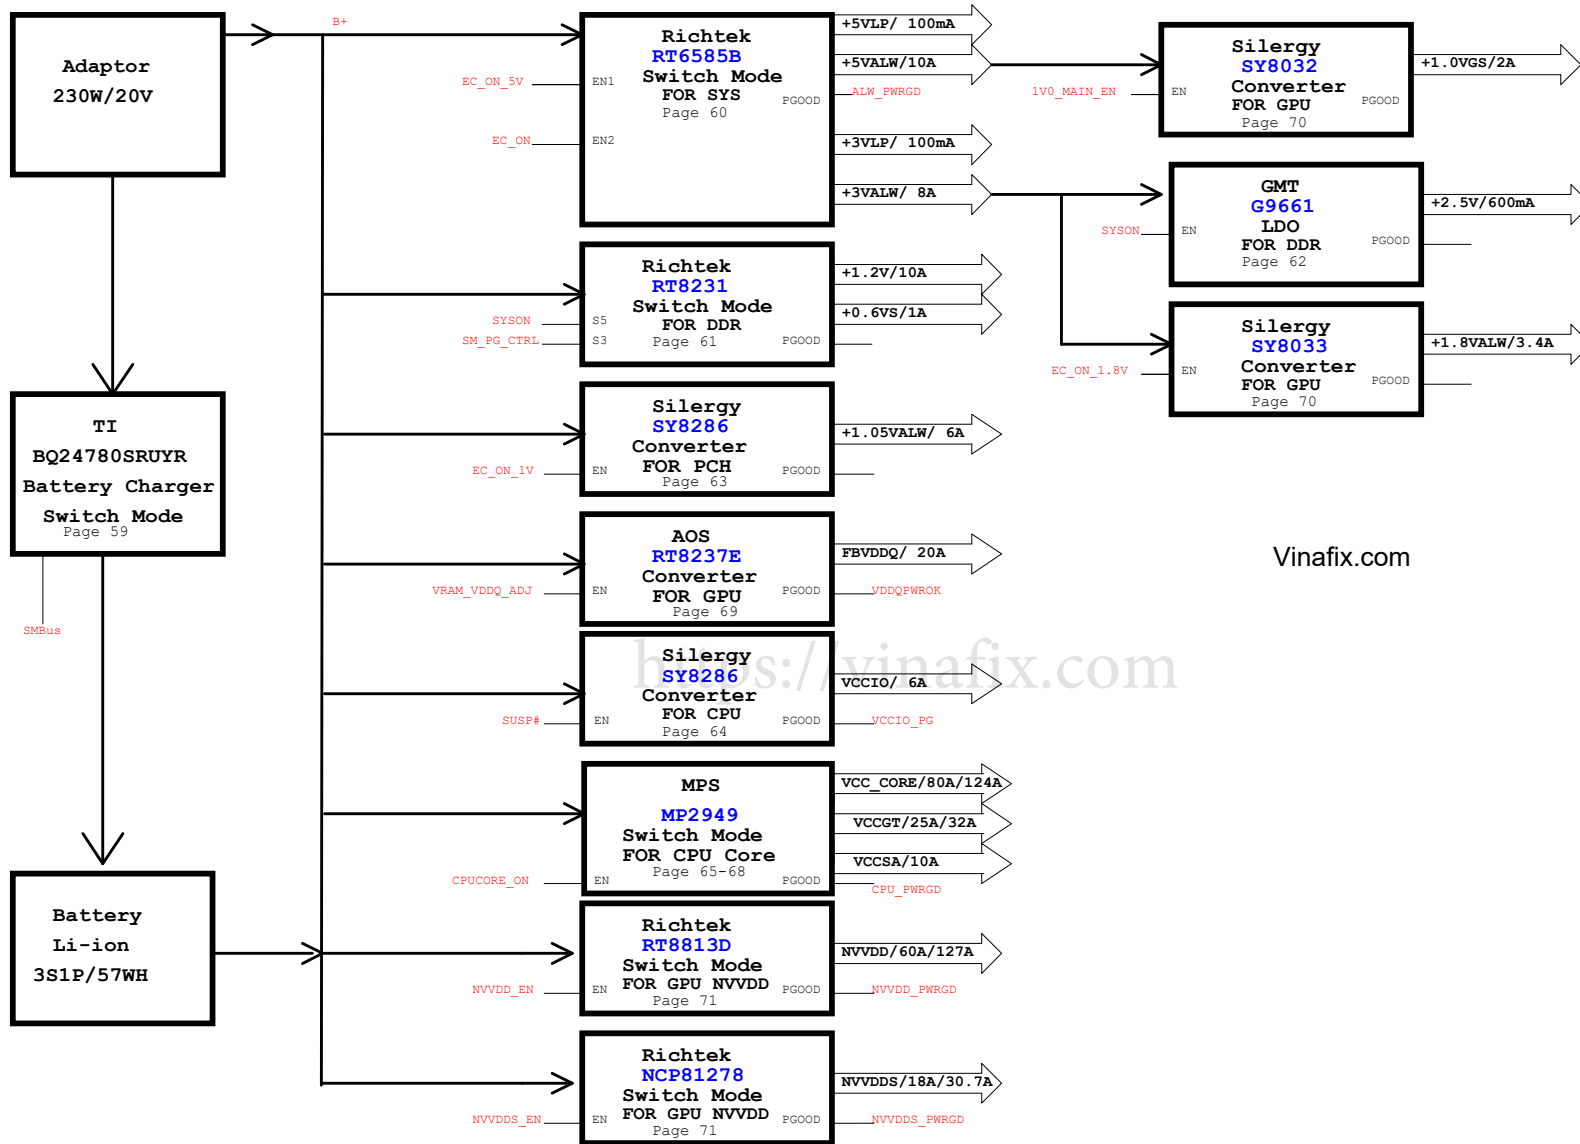 Adaptor
230W/20V
B+
TI
BQ24780SRUYR
Battery Charger
Switch Mode
Page 59
SMBus
Battery
Li-ion
3S1P/57WH
Richtek
RT6585B
Switch Mode
FOR SYS
Page 60
EC_ON_5V
EN1
EC_ON
EN2
PGOOD
+5VLP/ 100mA
+5VALW/10A
ALW_PWRGD
+3VLP/ 100mA
+3VALW/ 8A
Silergy
SY8032
Converter
FOR GPU
Page 70
1V0_MAIN_EN
EN
PGOOD
+1.0VGS/2A
GMT
G9661
LDO
FOR DDR
Page 62
SYSON
EN
PGOOD
+2.5V/600mA
Silergy
SY8033
Converter
FOR GPU
Page 70
EC_ON_1.8V
EN
PGOOD
+1.8VALW/3.4A
Richtek
RT8231
Switch Mode
FOR DDR
Page 61
SYSON
S5
SM_PG_CTRL
S3
PGOOD
+1.2V/10A
+0.6VS/1A
Silergy
SY8286
Converter
FOR PCH
Page 63
EC_ON_1V
EN
PGOOD
+1.05VALW/ 6A
AOS
RT8237E
Converter
FOR GPU
Page 69
VRAM_VDDQ_ADJ
EN
PGOOD
FBVDDQ/ 20A
VDDQPWROK
Vinafix.com
https://vinafix.com
Silergy
SY8286
Converter
FOR CPU
Page 64
SUSP#
EN
PGOOD
VCCIO/ 6A
VCCIO_PG
MPS
MP2949
Switch Mode
FOR CPU Core
Page 65-68
CPUCORE_ON
EN
PGOOD
VCC_CORE/80A/124A
VCCGT/25A/32A
VCCSA/10A
CPU_PWRGD
Richtek
RT8813D
Switch Mode
FOR GPU NVVDD
Page 71
NVVDD_EN
EN
PGOOD
NVVDD/60A/127A
NVVDD_PWRGD
Richtek
NCP81278
Switch Mode
FOR GPU NVVDD
Page 71
NVVDDS_EN
EN
PGOOD
NVVDDS/18A/30.7A
NVVDDS_PWRGD